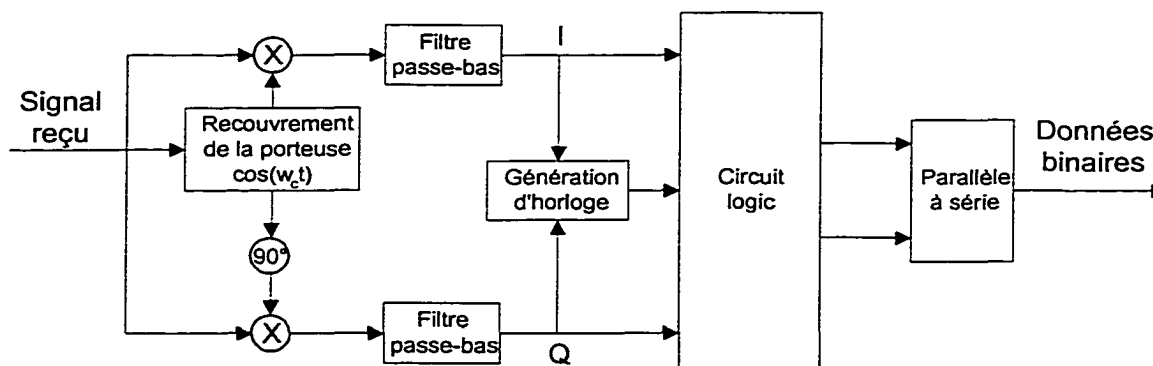 Signal
reçu
X
Recouvrement
de la porteuse
cos(w_ct)
90°
X
Filtre
passe-bas
I
Filtre
passe-bas
Q
Génération
d'horloge
Circuit
logic
Parallèle
à série
Données
binaires